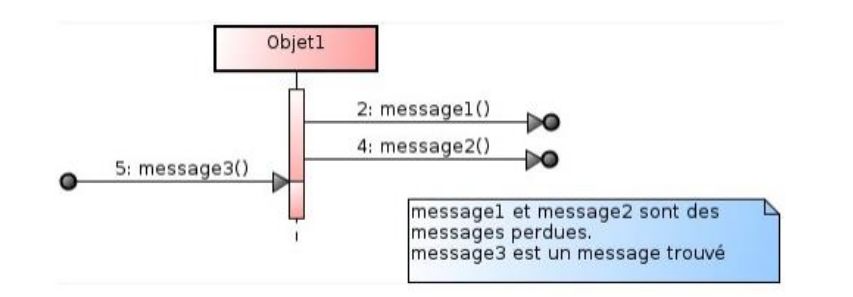 Objet1
2: message1()
4: message2()
5: message3()
message1 et message2 sont des
messages perdues.
message3 est un message trouvé